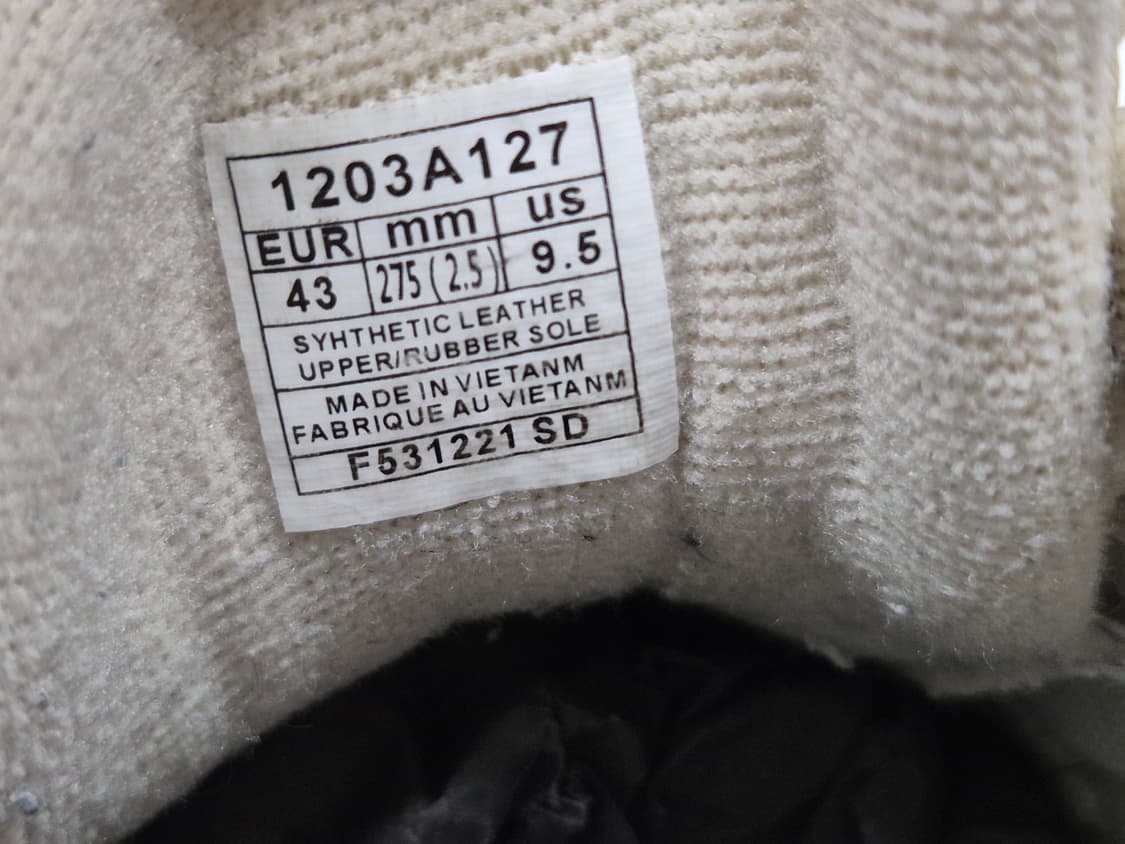 1203A127
EUR mm us
43 275(2.5) 9.5
SYHTHETIC LEATHER
UPPER/RUBBER SOLE
MADE IN VIETANM
FABRIQUE AU VIETANM
F531221 SD